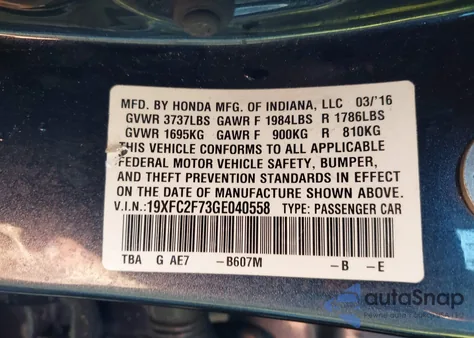 MFD. BY HONDA MFG. OF INDIANA, LLC 03/'16
GVWR 3737LBS GAWR F 1984LBS R 1786LBS
GVWR 1695KG GAWR F 900KG R 810KG
THIS VEHICLE CONFORMS TO ALL APPLICABLE
FEDERAL MOTOR VEHICLE SAFETY, BUMPER,
AND THEFT PREVENTION STANDARDS IN EFFECT
ON THE DATE OF MANUFACTURE SHOWN ABOVE.
V.I.N.: 19XFC2F73GE040558 TYPE: PASSENGER CAR
TBA G AE7 -B607M -B -E
autoSnap